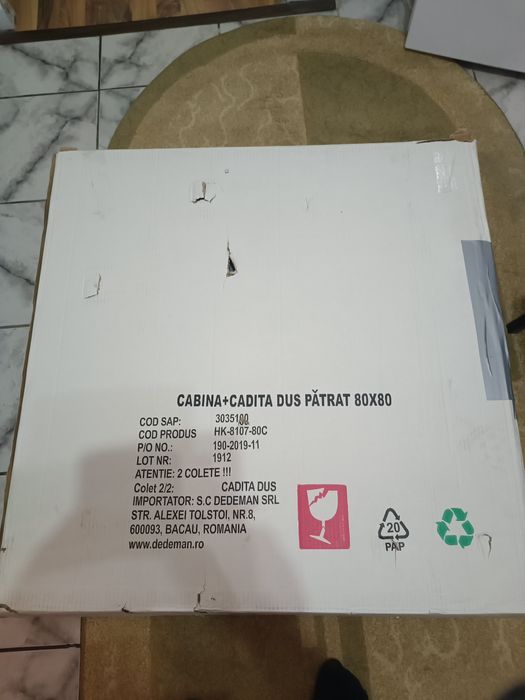 CABINA+CADITA DUS PĂTRAT 80X80
COD SAP: 3035100
COD PRODUS HK-8107-80C
P/O NO.: 190-2019-11
LOT NR: 1912
ATENTIE: 2 COLETE !!!
Colet 2/2: CADITA DUS
IMPORTATOR: S.C DEDEMAN SRL
STR. ALEXEI TOLSTOI, NR.8,
600093, BACAU, ROMANIA
www.dedeman.ro
20
PAP